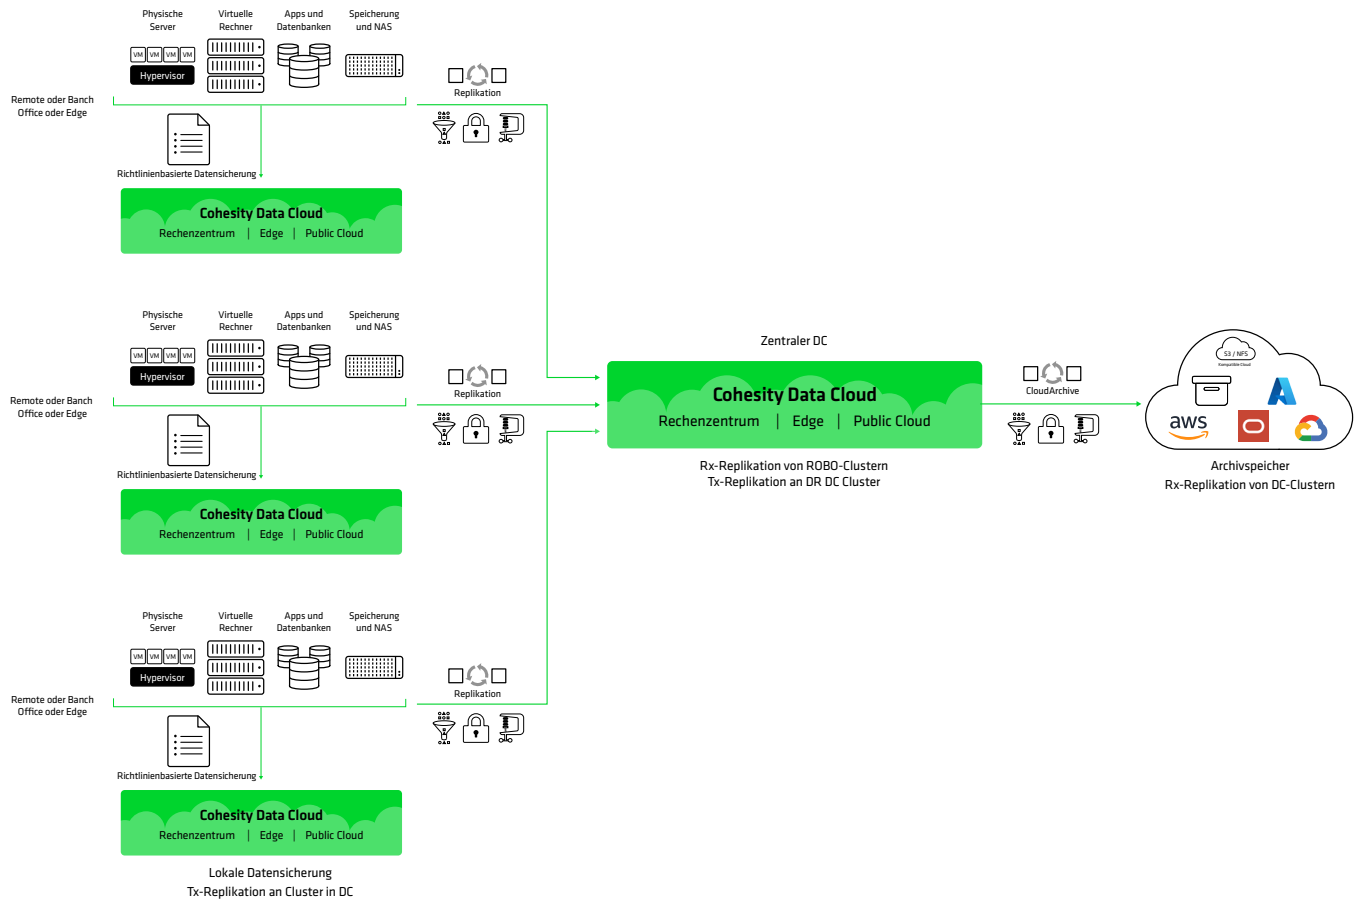 Physische
Server
Virtuelle
Rechner
Apps und
Datenbanken
Speicherung
und NAS
VM VM VM VM
Hypervisor
Remote oder Banch
Office oder Edge
Replikation
Richtlinienbasierte Datensicherung
Cohesity Data Cloud
Rechenzentrum | Edge | Public Cloud
Physische
Server
Virtuelle
Rechner
Apps und
Datenbanken
Speicherung
und NAS
VM VM VM VM
Hypervisor
Remote oder Banch
Office oder Edge
Replikation
Richtlinienbasierte Datensicherung
Cohesity Data Cloud
Rechenzentrum | Edge | Public Cloud
Physische
Server
Virtuelle
Rechner
Apps und
Datenbanken
Speicherung
und NAS
VM VM VM VM
Hypervisor
Remote oder Banch
Office oder Edge
Replikation
Richtlinienbasierte Datensicherung
Cohesity Data Cloud
Rechenzentrum | Edge | Public Cloud
Lokale Datensicherung
Tx-Replikation an Cluster in DC
Zentraler DC
Cohesity Data Cloud
Rechenzentrum | Edge | Public Cloud
Rx-Replikation von ROBO-Clustern
Tx-Replikation an DR DC Cluster
CloudArchive
S3 / NFS
Kompatible Cloud
aws
Archivspeicher
Rx-Replikation von DC-Clustern